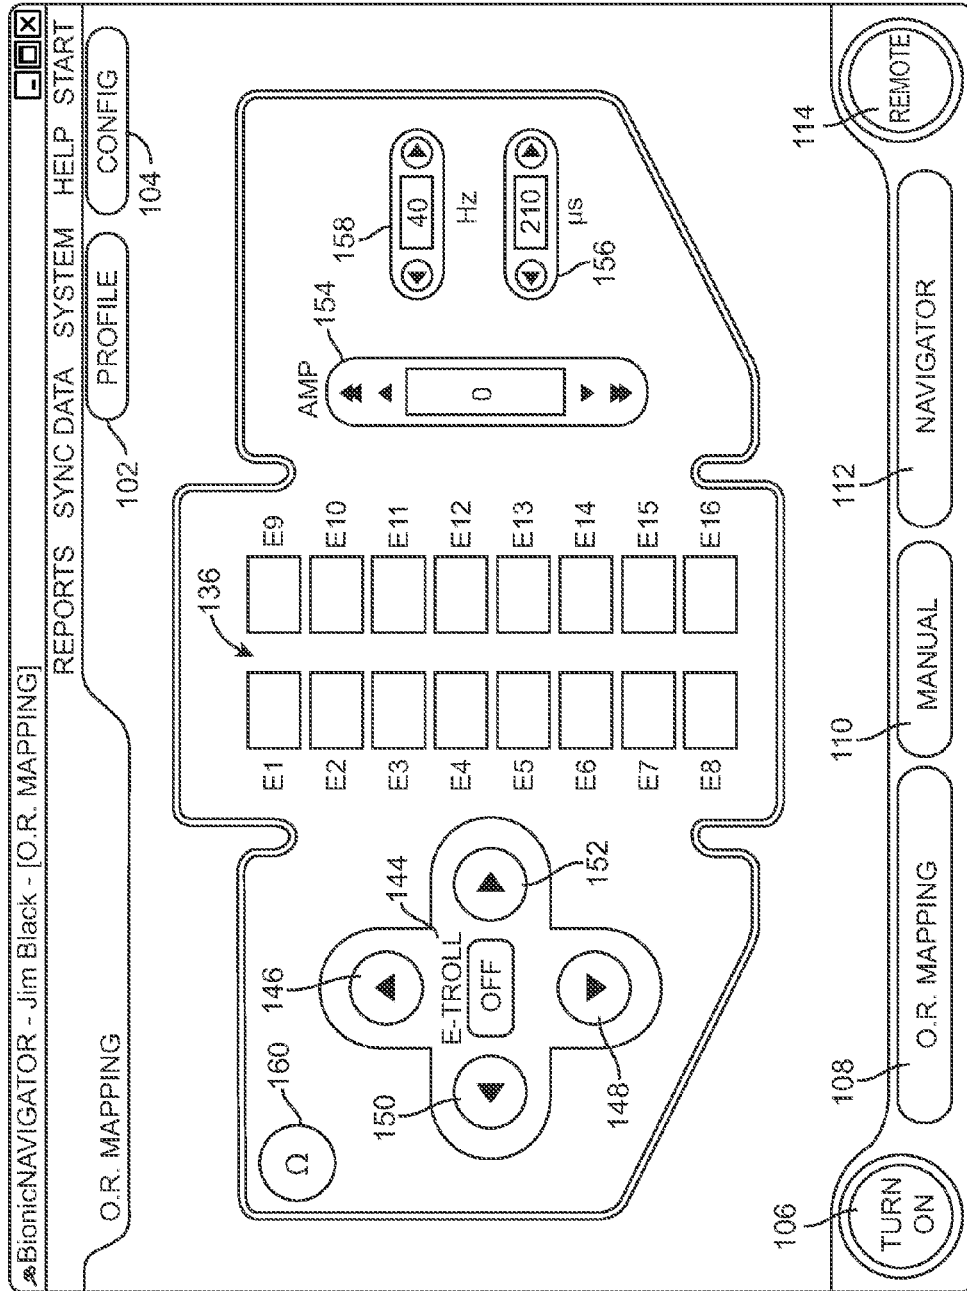 BionicNAVIGATOR - Jim Black - [O.R. MAPPING]
REPORTS SYNC DATA SYSTEM HELP START
O.R. MAPPING
PROFILE
CONFIG
102
104
160
Ω
136
146
144
E-TROLL
OFF
150
152
148
E1
E2
E3
E4
E5
E6
E7
E8
E9
E10
E11
E12
E13
E14
E15
E16
AMP
154
0
158
40
Hz
210
µs
156
106
TURN
ON
108
O.R. MAPPING
110
MANUAL
112
NAVIGATOR
114
REMOTE